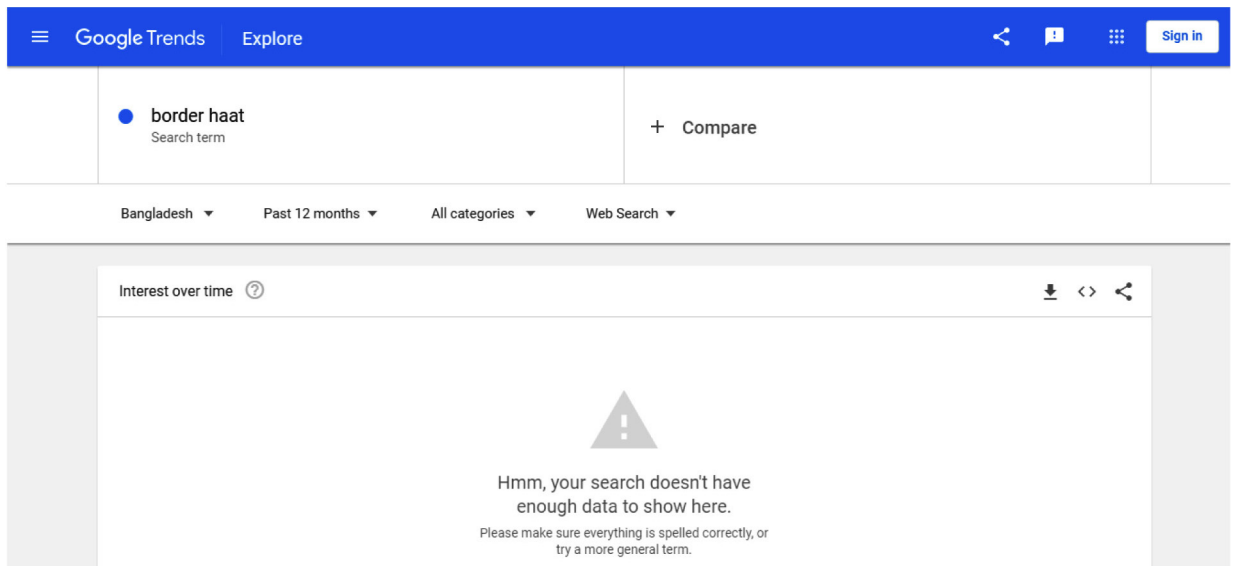 Google Trends Explore Sign in
border haat
Search term
+ Compare
Bangladesh Past 12 months All categories Web Search
Interest over time ?
Hmm, your search doesn't have
enough data to show here.
Please make sure everything is spelled correctly, or
try a more general term.